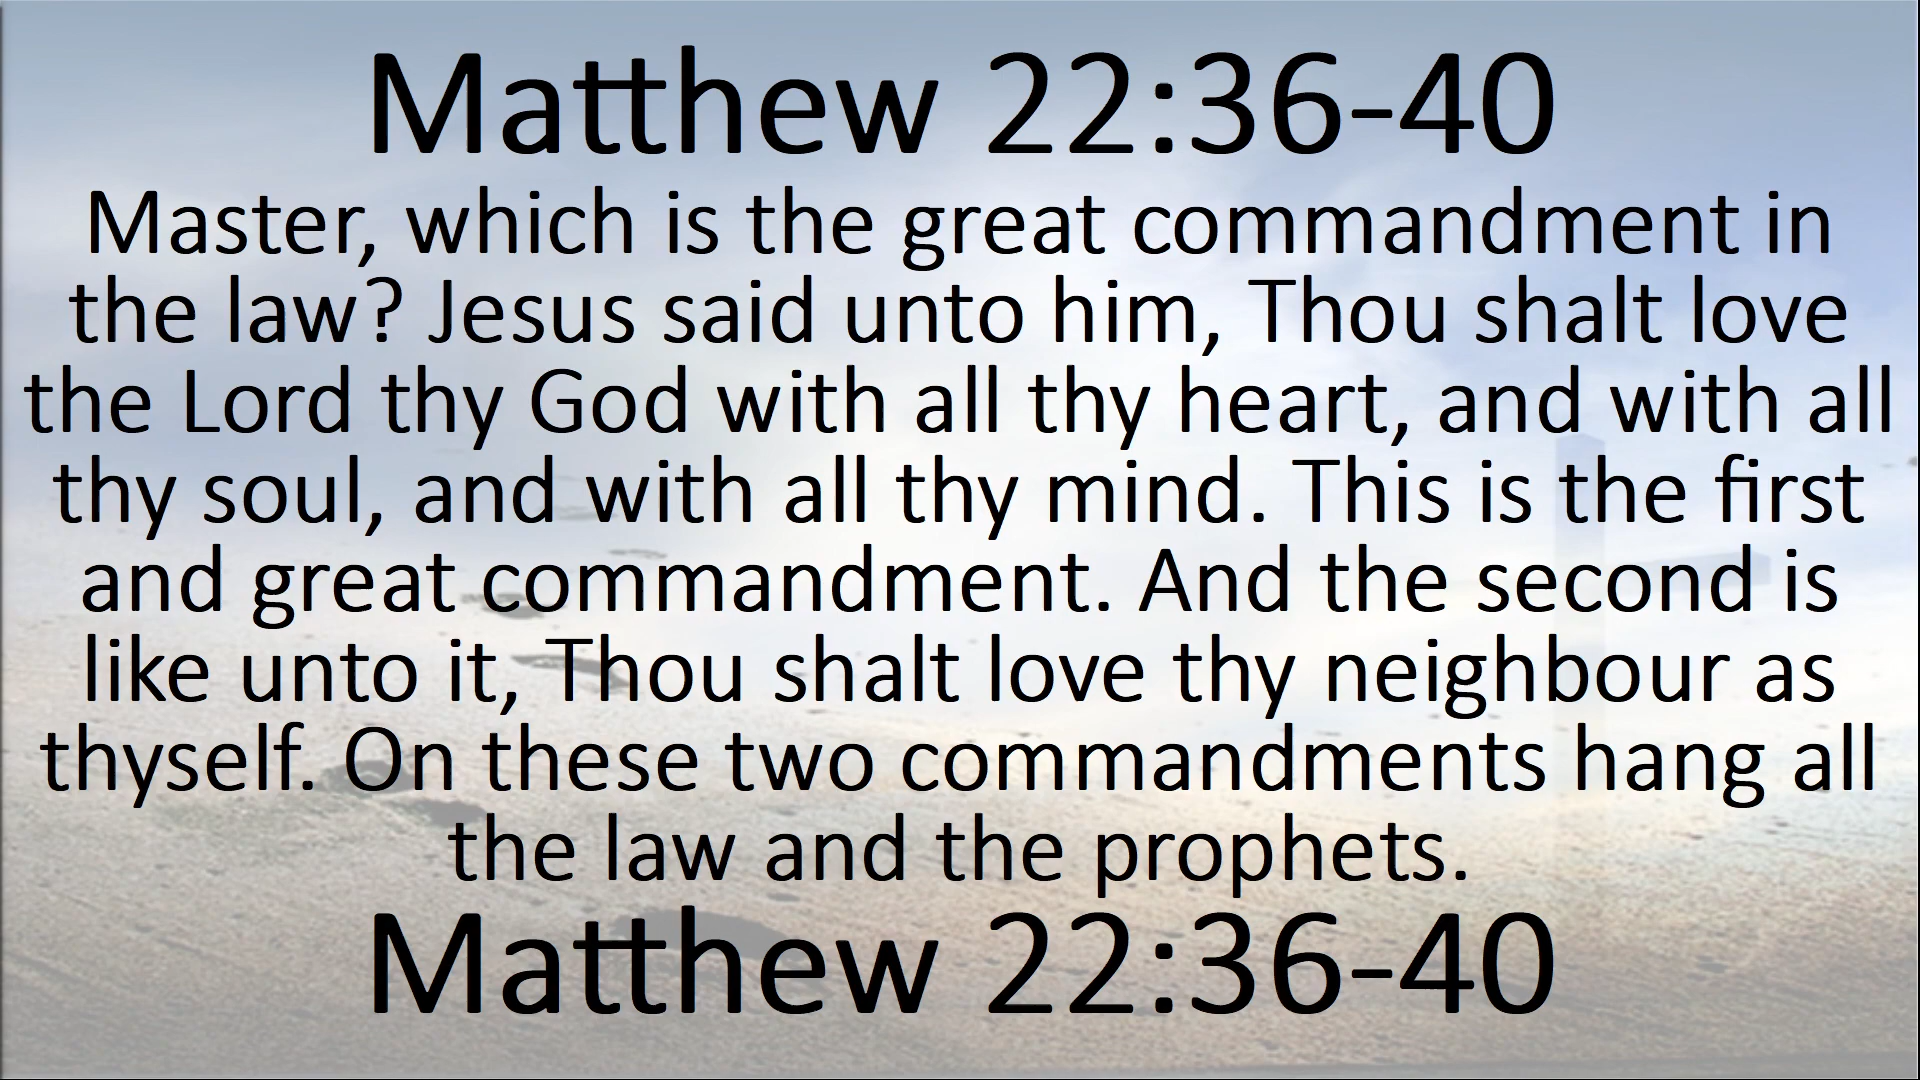 Matthew 22:36-40
Master, which is the great commandment in
the law? Jesus said unto him, Thou shalt love
the Lord thy God with all thy heart, and with all
thy soul, and with all thy mind. This is the first
and great commandment. And the second is
like unto it, Thou shalt love thy neighbour as
thyself. On these two commandments hang all
the law and the prophets.
Matthew 22:36-40